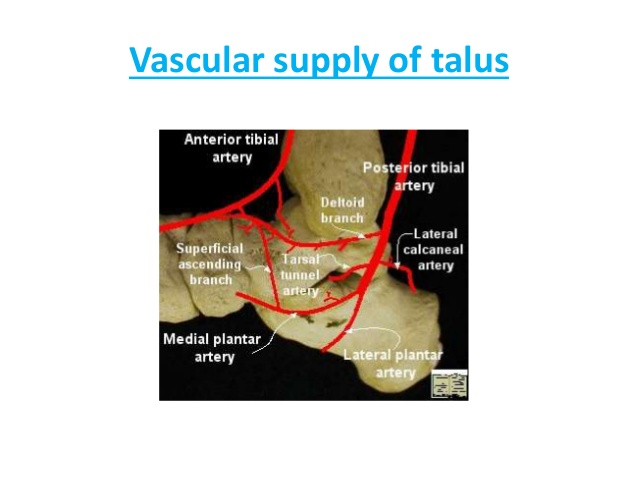 Vascular supply of talus
Anterior tibial
artery
Posterior tibial
artery
Deltoid
branch
Lateral
calcaneal
artery
Superficial
ascending
branch
Tarsal
tunnel
artery
Medial plantar
artery
Lateral plantar
artery